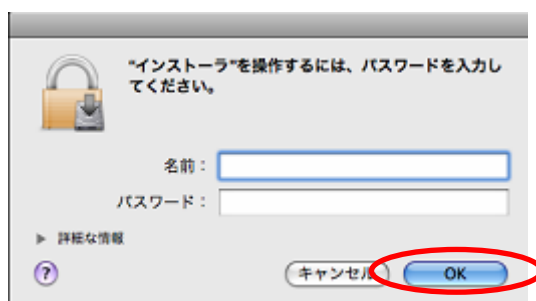 "インストーラ"を操作するには、パスワードを入力し
てください。
名前：
パスワード：
▶ 詳細な情報
?
キャンセル OK